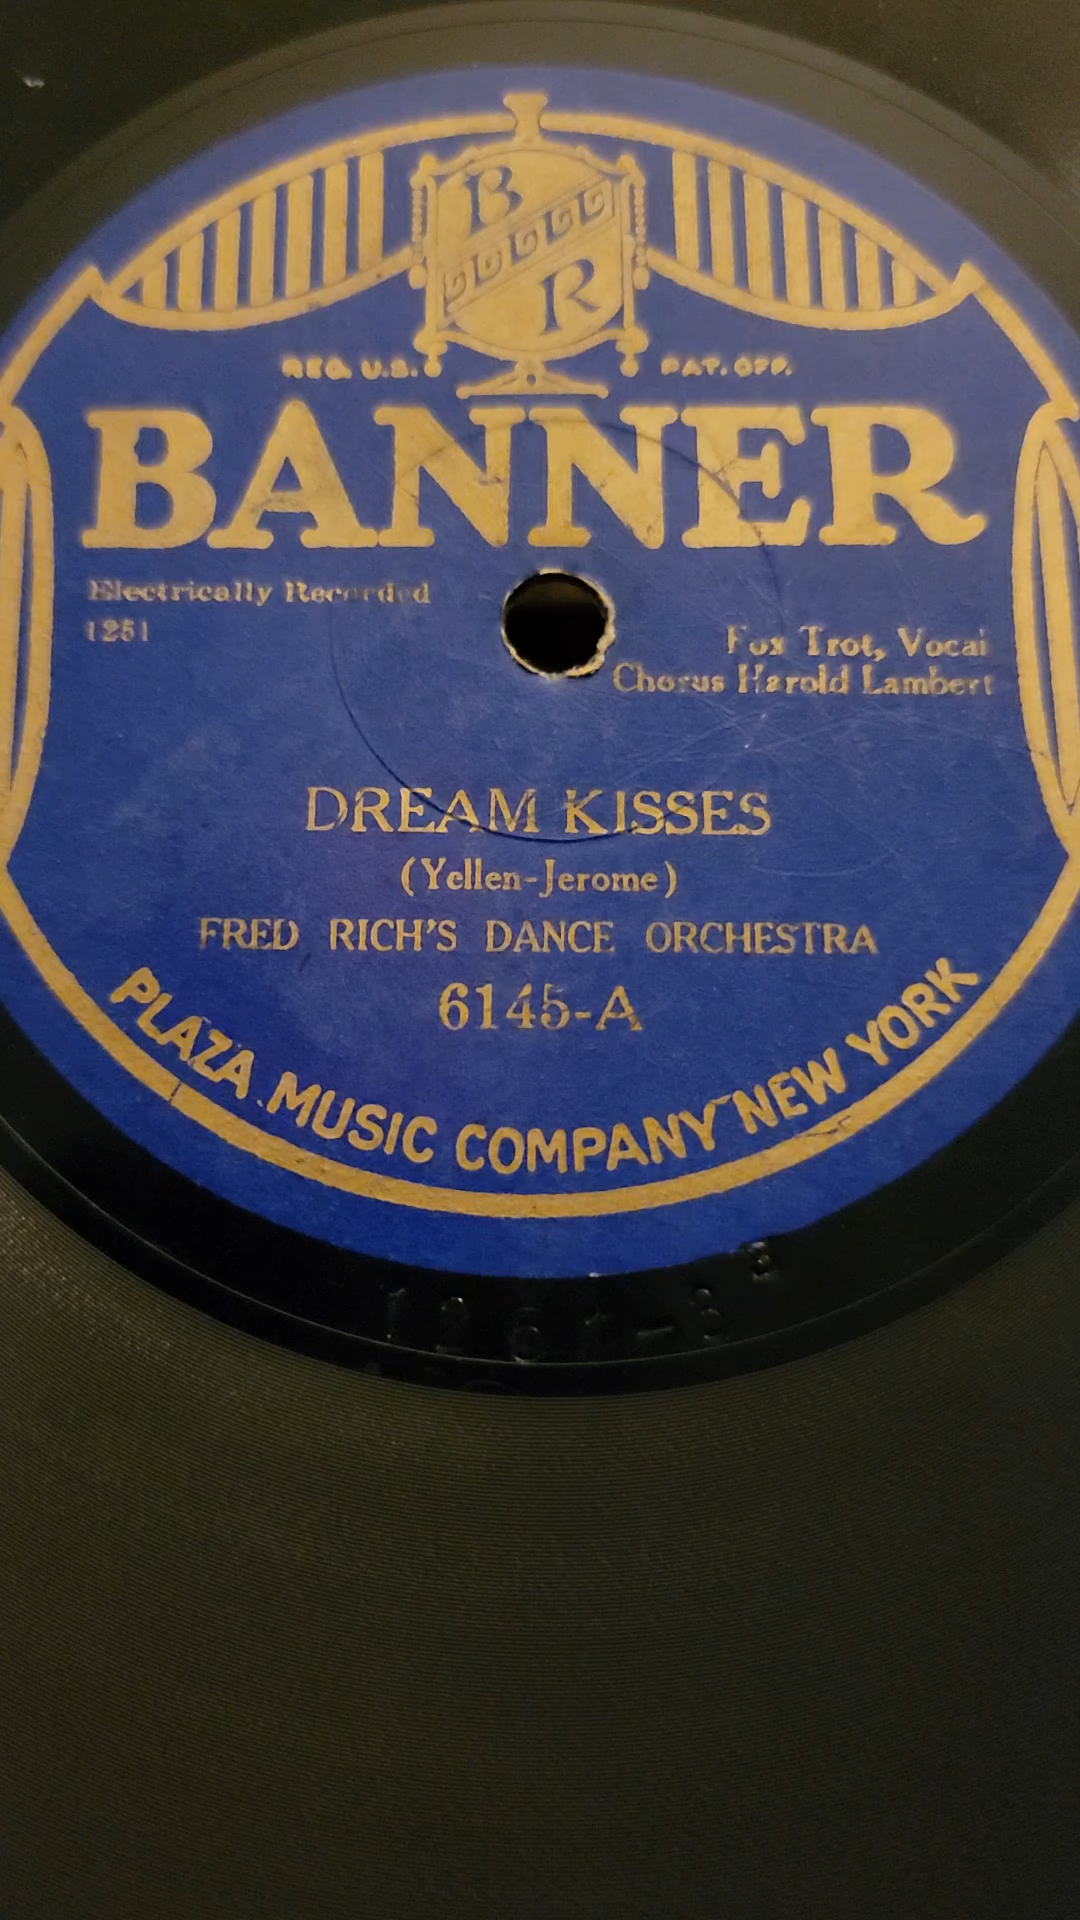 B
R
REG. U.S. PAT. OFF.
BANNER
Electrically Recorded
1251
Fox Trot, Vocal
Chorus Harold Lambert
DREAM KISSES
(Yellen-Jerome)
FRED RICH'S DANCE ORCHESTRA
6145-A
PLAZA MUSIC COMPANY NEW YORK